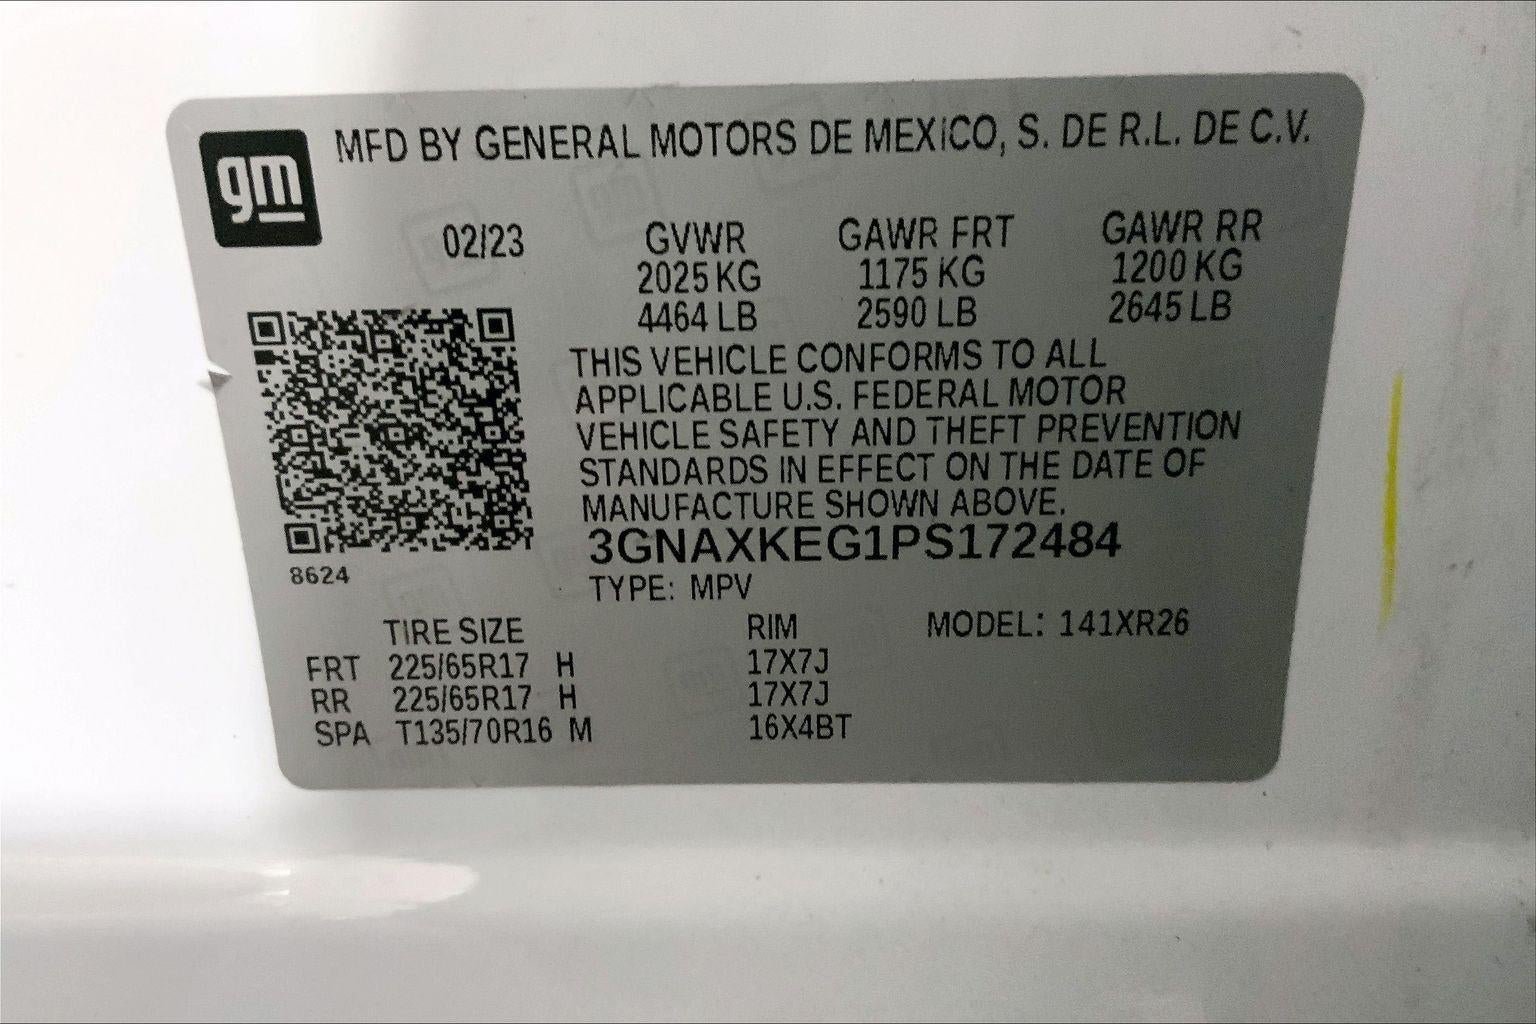 gm
MFD BY GENERAL MOTORS DE MEXICO, S. DE R.L. DE C.V.
02/23 GVWR GAWR FRT GAWR RR
2025 KG 1175 KG 1200 KG
4464 LB 2590 LB 2645 LB
THIS VEHICLE CONFORMS TO ALL
APPLICABLE U.S. FEDERAL MOTOR
VEHICLE SAFETY AND THEFT PREVENTION
STANDARDS IN EFFECT ON THE DATE OF
MANUFACTURE SHOWN ABOVE.
3GNAXKEG1PS172484
8624
TYPE: MPV
TIRE SIZE RIM MODEL: 141XR26
FRT 225/65R17 H 17X7J
RR 225/65R17 H 17X7J
SPA T135/70R16 M 16X4BT